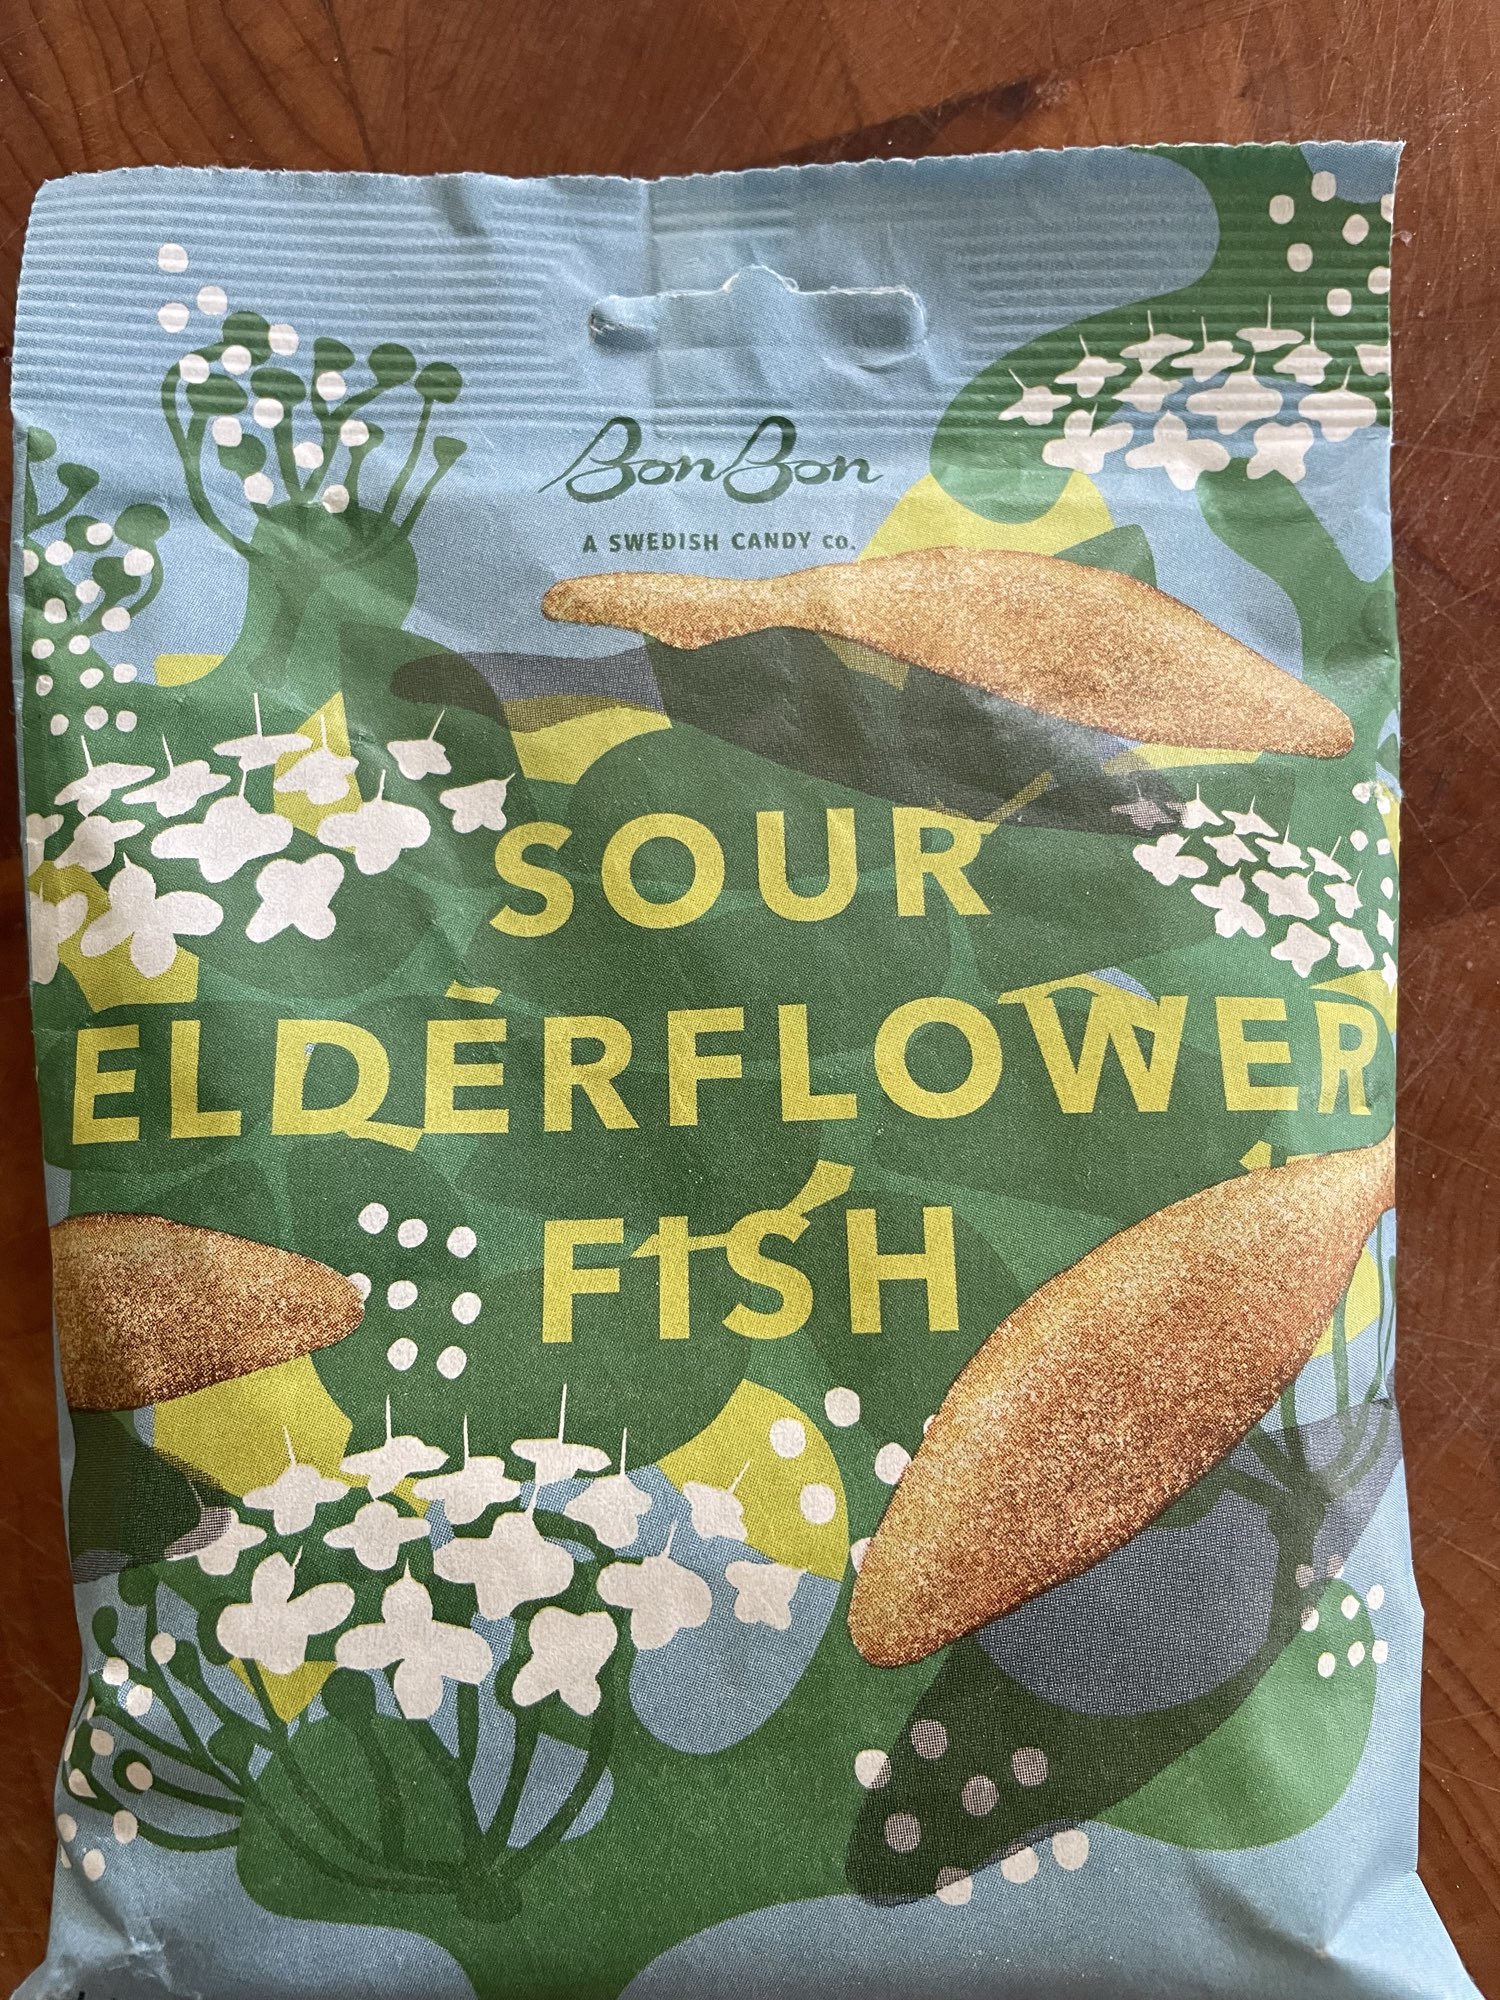 BonBon
A SWEDISH CANDY CO.
SOUR
ELDERFLOWER
FISH